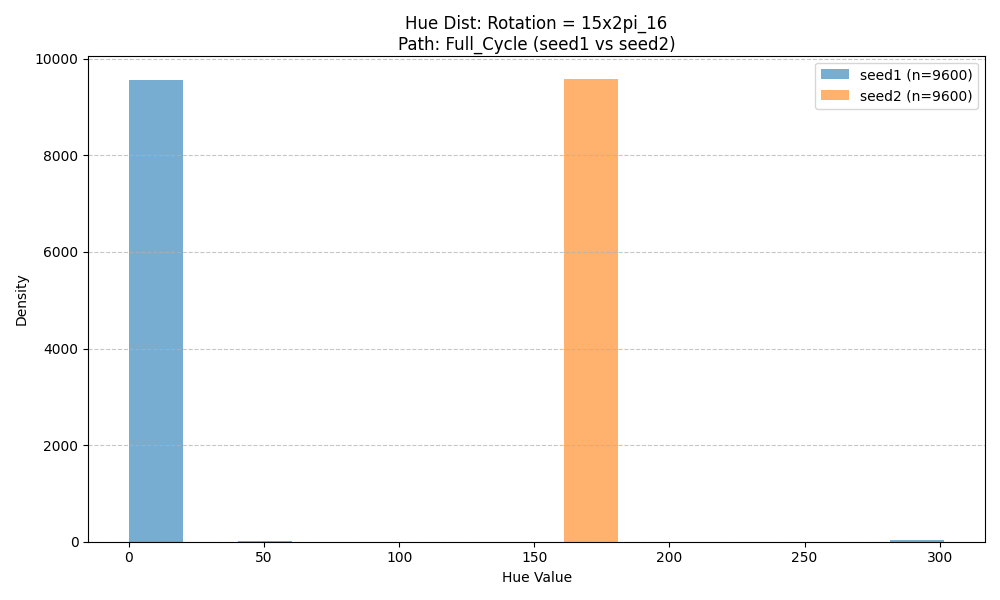 Hue Dist: Rotation = 15x2pi_16
Path: Full_Cycle (seed1 vs seed2)
seed1 (n=9600)
seed2 (n=9600)
Density
10000
8000
6000
4000
2000
0
0 50 100 150 200 250 300
Hue Value